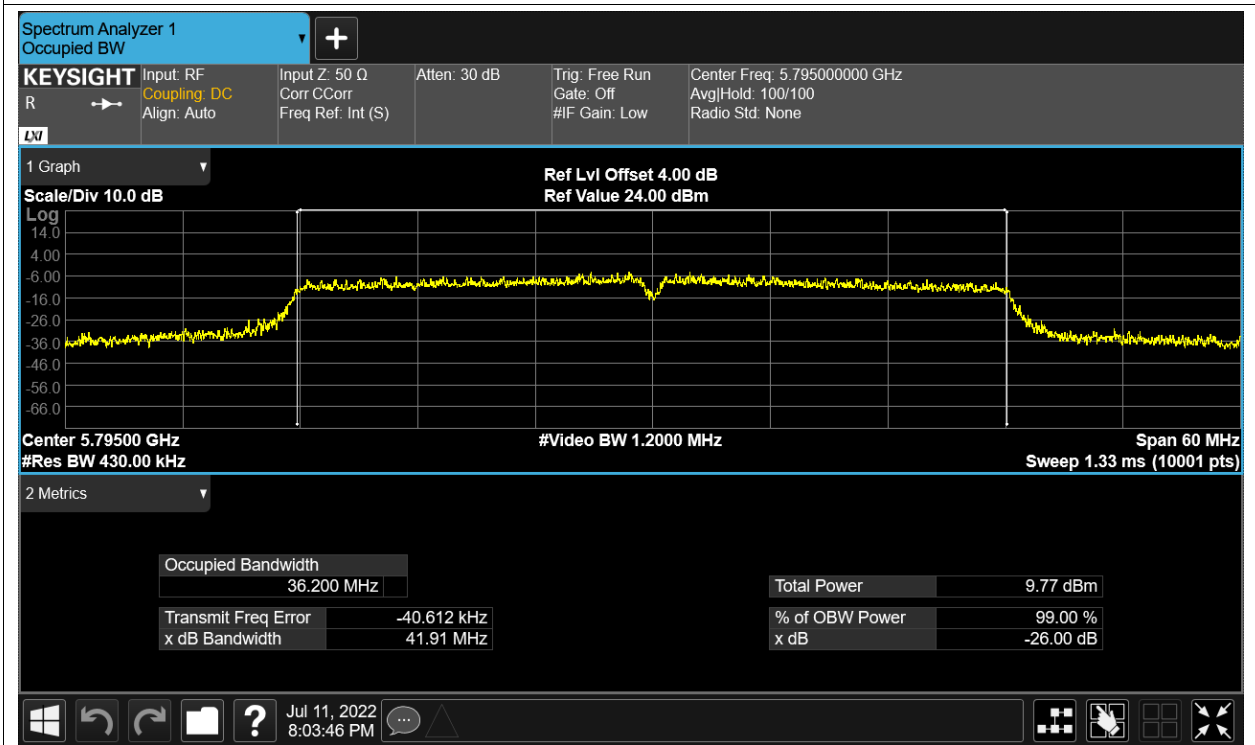 Spectrum Analyzer 1
Occupied BW
KEYSIGHT
R
LXI
Input: RF
Coupling: DC
Align: Auto
Input Z: 50 Ω
Corr CCorr
Freq Ref: Int (S)
Atten: 30 dB
Trig: Free Run
Gate: Off
#IF Gain: Low
Center Freq: 5.795000000 GHz
Avg|Hold: 100/100
Radio Std: None
1 Graph
Ref Lvl Offset 4.00 dB
Scale/Div 10.0 dB
Ref Value 24.00 dBm
Log
14.0
4.00
-6.00
-16.0
-26.0
-36.0
-46.0
-56.0
-66.0
Center 5.79500 GHz
#Video BW 1.2000 MHz
Span 60 MHz
#Res BW 430.00 kHz
Sweep 1.33 ms (10001 pts)
2 Metrics
Occupied Bandwidth
36.200 MHz
Total Power 9.77 dBm
Transmit Freq Error -40.612 kHz
% of OBW Power 99.00 %
x dB Bandwidth 41.91 MHz
x dB -26.00 dB
?
Jul 11, 2022
8:03:46 PM